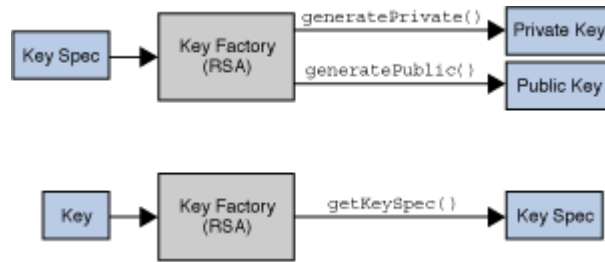 generatePrivate()
Private Key
Key Spec
Key Factory
(RSA)
generatePublic()
Public Key
Key
Key Factory
(RSA)
getKeySpec()
Key Spec